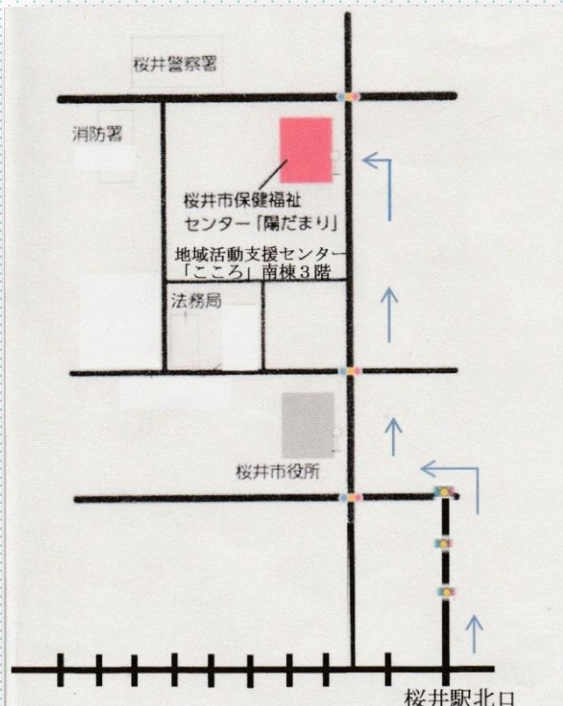 桜井警察署
消防署
桜井市保健福祉
センター「陽だまり」
地域活動支援センター
「こころ」南棟３階
法務局
桜井市役所
桜井駅北口